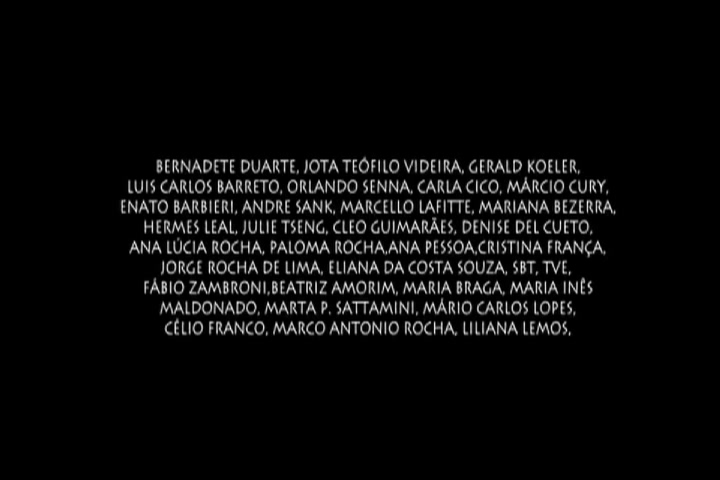 BERNADETE DUARTE, JOTA TEÓFILO VIDEIRA, GERALD KOELER,
LUIS CARLOS BARRETO, ORLANDO SENNA, CARLA CICO, MÁRCIO CURY,
ENATO BARBIERI, ANDRE SANK, MARCELLO LAFITTE, MARIANA BEZERRA,
HERMES LEAL, JULIE TSENG, CLEO GUIMARÃES, DENISE DEL CUETO,
ANA LÚCIA ROCHA, PALOMA ROCHA,ANA PESSOA,CRISTINA FRANÇA,
JORGE ROCHA DE LIMA, ELIANA DA COSTA SOUZA, SBT, TVE,
FÁBIO ZAMBRONI,BEATRIZ AMORIM, MARIA BRAGA, MARIA INÊS
MALDONADO, MARTA P. SATTAMINI, MÁRIO CARLOS LOPES,
CÉLIO FRANCO, MARCO ANTONIO ROCHA, LILIANA LEMOS,